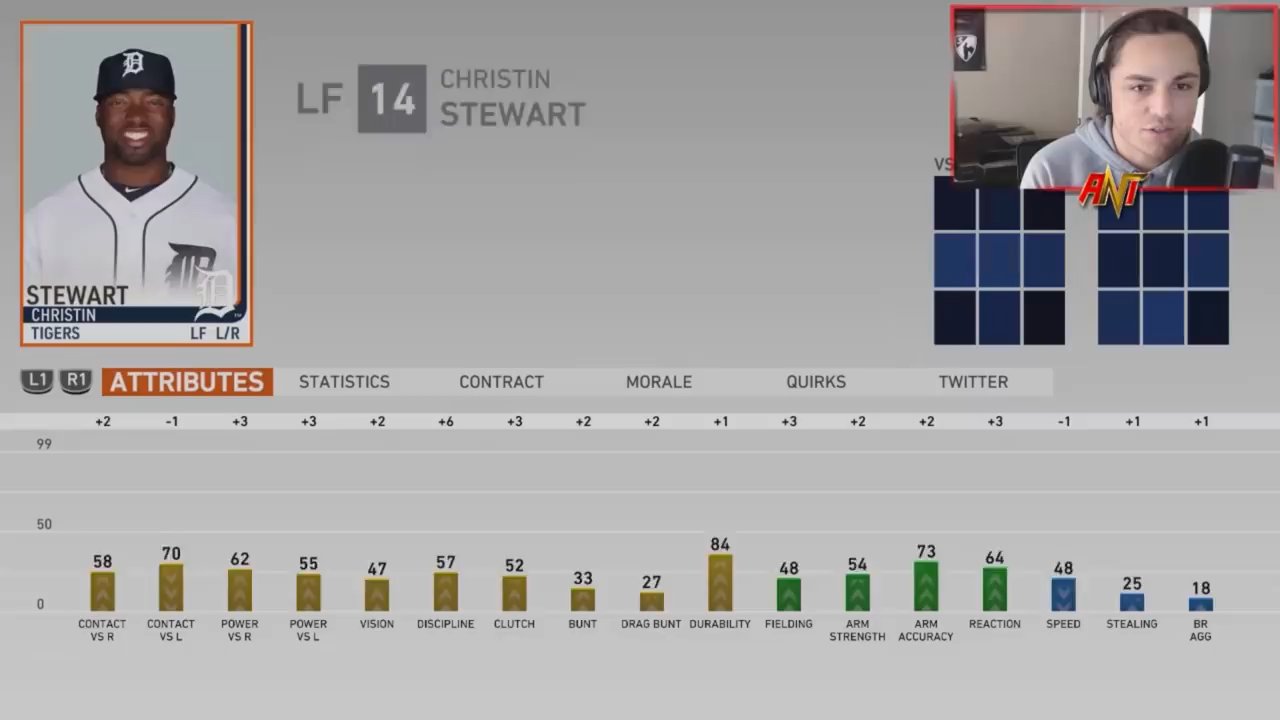 LF 14 CHRISTIN
STEWART
VS
ANT
STEWART
CHRISTIN
TIGERS LF L/R
L1 R1 ATTRIBUTES STATISTICS CONTRACT MORALE QUIRKS TWITTER
+2 -1 +3 +3 +2 +6 +3 +2 +2 +1 +3 +2 +2 +3 -1 +1 +1
99
50
0
58 70 62 55 47 57 52 33 27 84 48 54 73 64 48 25 18
CONTACT CONTACT POWER POWER VISION DISCIPLINE CLUTCH BUNT DRAG BUNT DURABILITY FIELDING ARM ARM REACTION SPEED STEALING BR
VS R VS L VS R VS L STRENGTH ACCURACY AGG